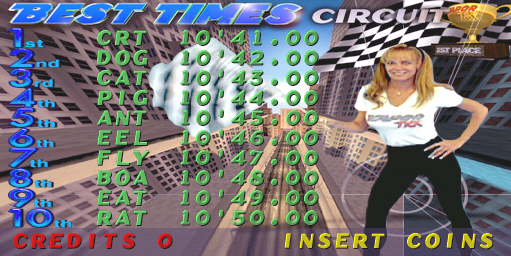 BEST TIMES CIRCUIT
1st CRT 10'41.00
2nd DOG 10'42.00
3rd CAT 10'43.00
4th PIG 10'44.00
5th ANT 10'45.00
6th EEL 10'46.00
7th FLY 10'47.00
8th BOA 10'48.00
9th EAT 10'49.00
10th RAT 10'50.00
1ST PLACE
CREDITS 0 INSERT COINS